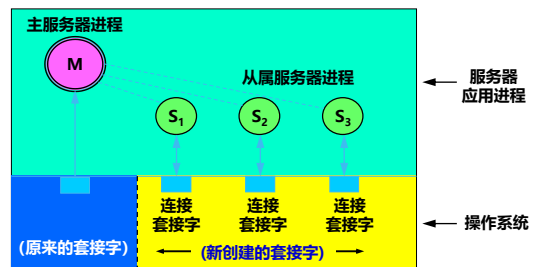 主服务器进程
M
从属服务器进程
S1
S2
S3
服务器
应用进程
连接
套接字
连接
套接字
连接
套接字
操作系统
(原来的套接字)
(新创建的套接字)